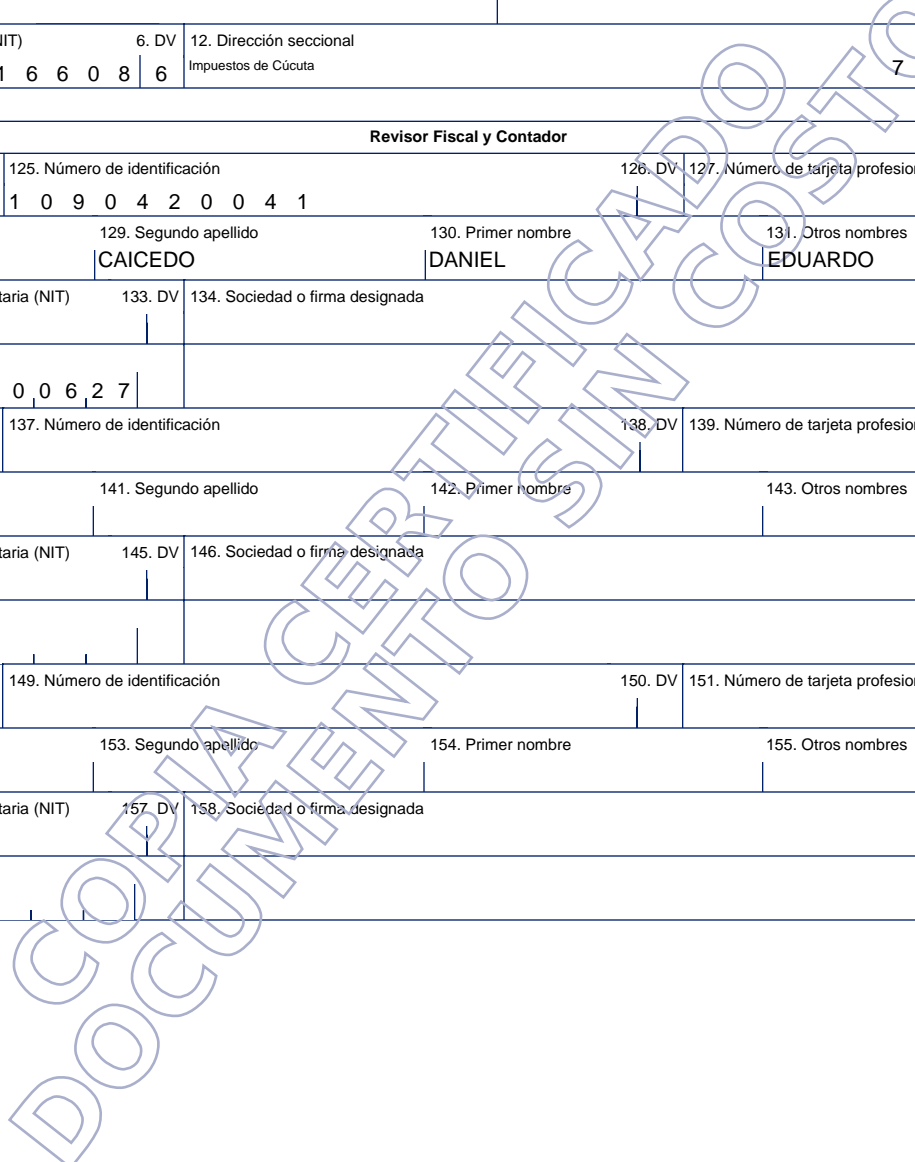 IT) 6. DV 12. Dirección seccional
1 6 6 0 8 6 Impuestos de Cúcuta 7
Revisor Fiscal y Contador
125. Número de identificación 126. DV 127. Número de tarjeta profesion
1 0 9 0 4 2 0 0 4 1
129. Segundo apellido 130. Primer nombre 131. Otros nombres
CAICEDO DANIEL EDUARDO
taria (NIT) 133. DV 134. Sociedad o firma designada
0 0 6 2 7
137. Número de identificación 138. DV 139. Número de tarjeta profesion
141. Segundo apellido 142. Primer nombre 143. Otros nombres
taria (NIT) 145. DV 146. Sociedad o firma designada
149. Número de identificación 150. DV 151. Número de tarjeta profesion
153. Segundo apellido 154. Primer nombre 155. Otros nombres
taria (NIT) 157. DV 158. Sociedad o firma designada
COPIA CERTIFICADO
DOCUMENTO SIN COSTO